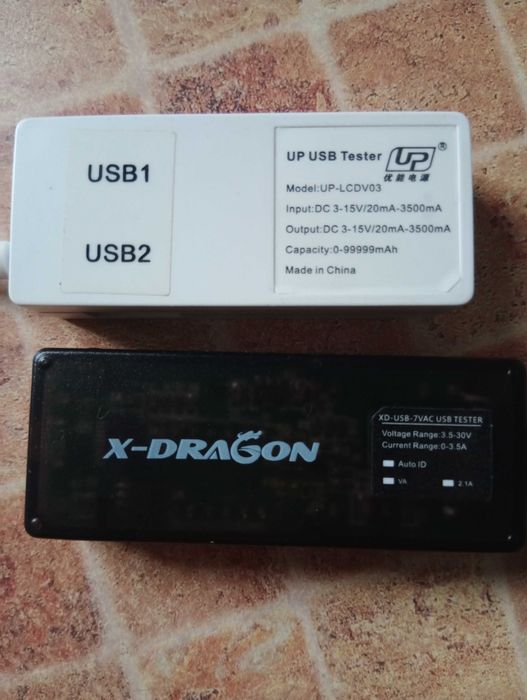 USB1
USB2
UP USB Tester UP®
优能电源
Model:UP-LCDV03
Input:DC 3-15V/20mA-3500mA
Output:DC 3-15V/20mA-3500mA
Capacity:0-99999mAh
Made in China
X-DRAGON
XD-USB-7VAC USB TESTER
Voltage Range:3.5-30V
Current Range:0-3.5A
Auto ID
VA 2.1A